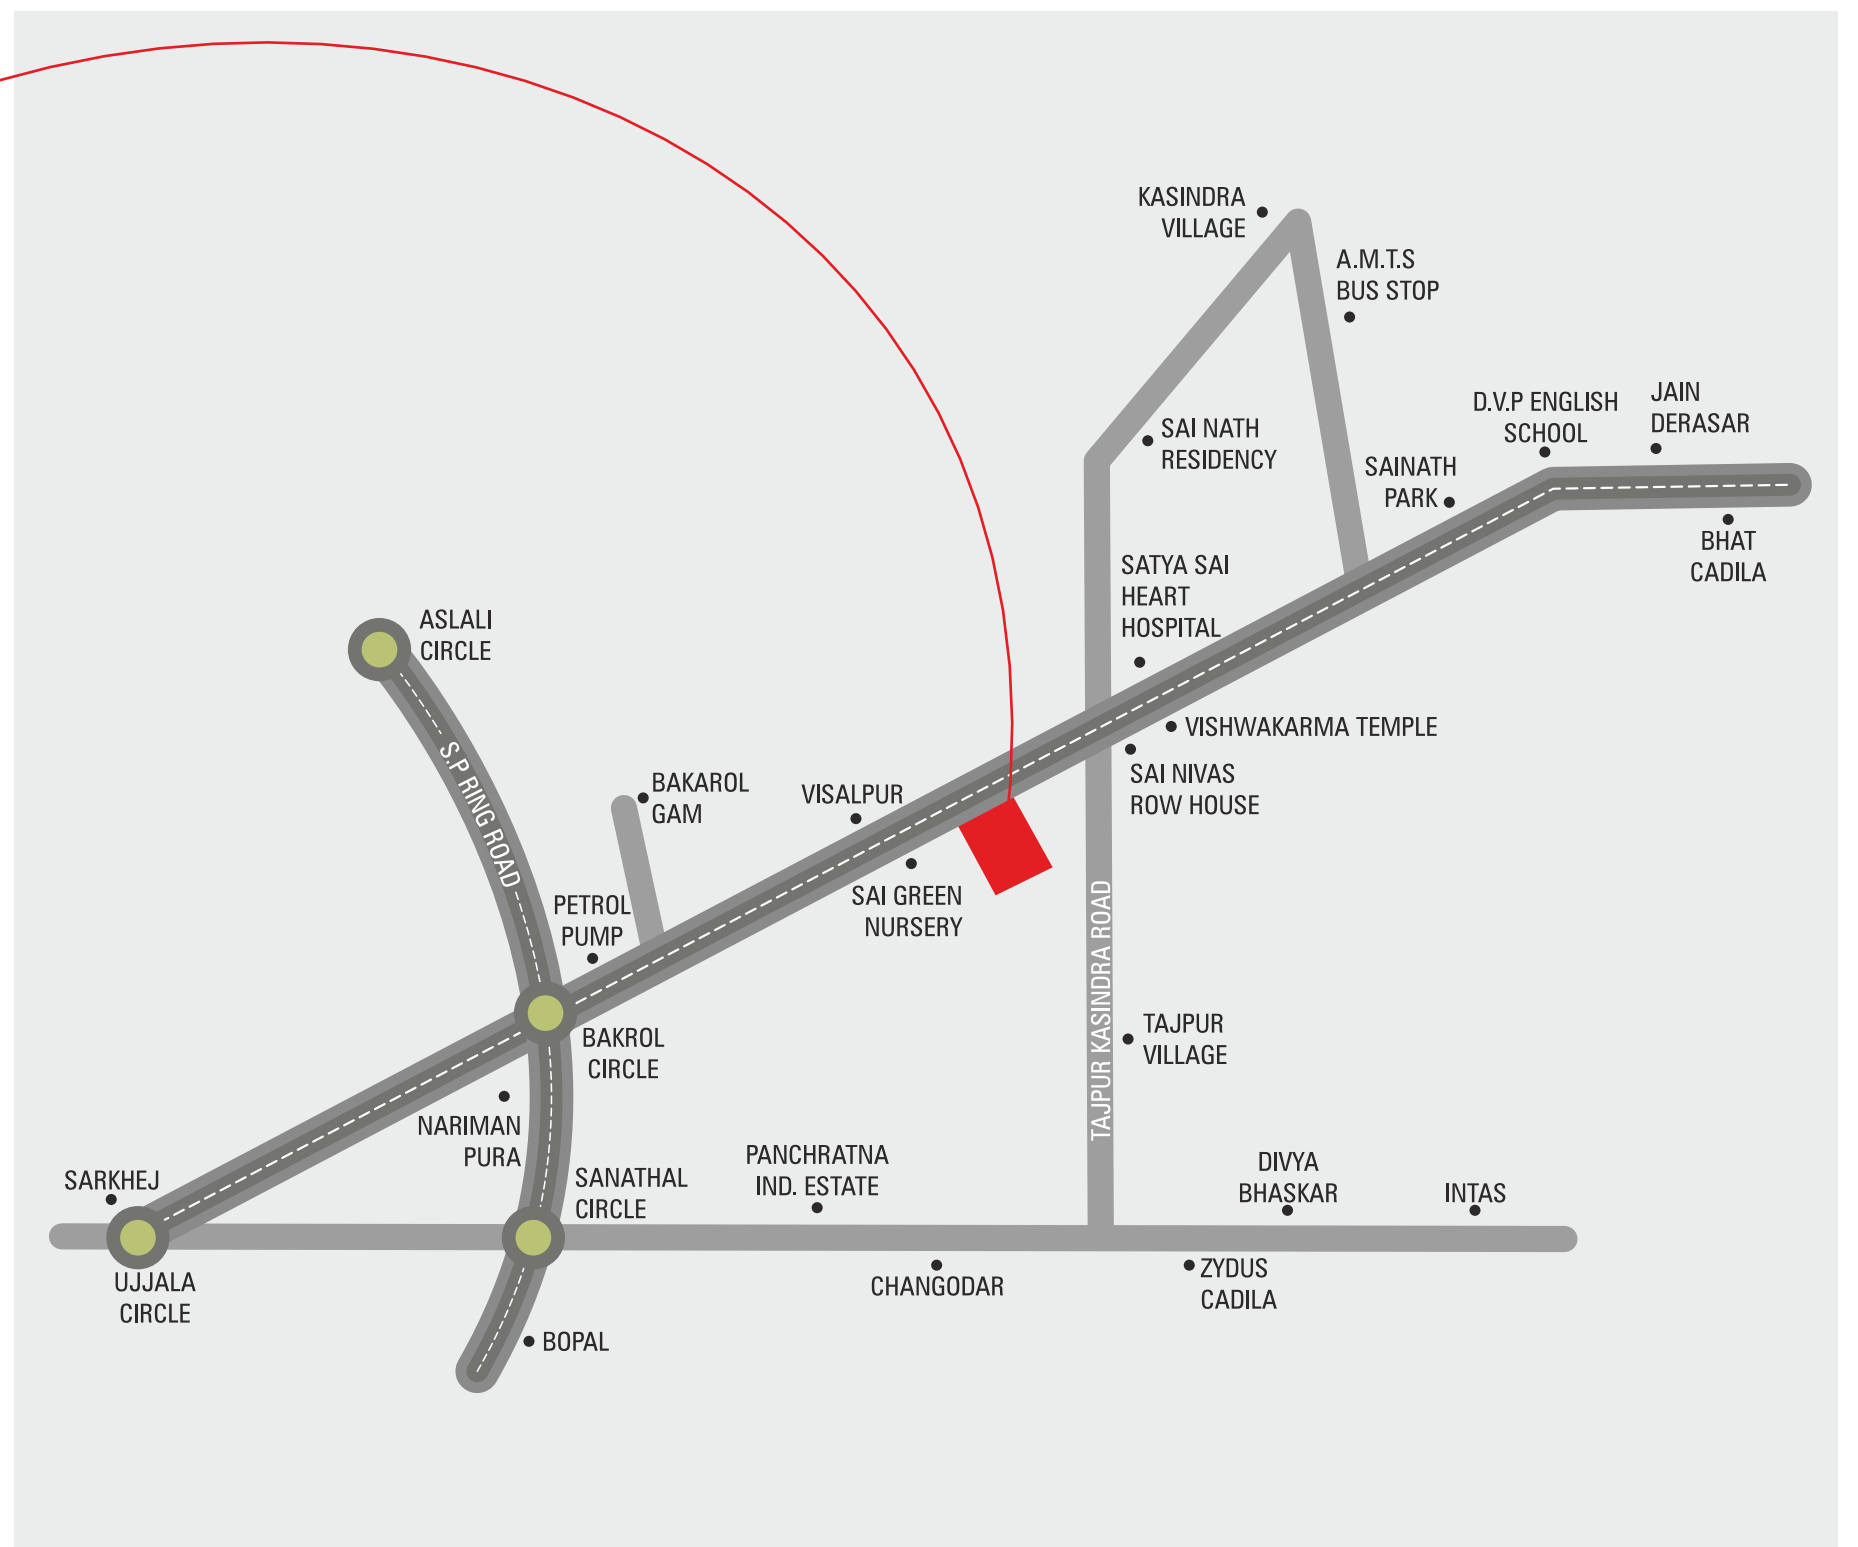 KASINDRA
VILLAGE
A.M.T.S
BUS STOP
D.V.P ENGLISH
SCHOOL
JAIN
DERASAR
SAI NATH
RESIDENCY
SAINATH
PARK
BHAT
CADILA
SATYA SAI
HEART
HOSPITAL
ASLALI
CIRCLE
VISHWAKARMA TEMPLE
SAI NIVAS
ROW HOUSE
S.P RING ROAD
BAKAROL
GAM
VISALPUR
SAI GREEN
NURSERY
PETROL
PUMP
TAJPUR KASINDRA ROAD
BAKROL
CIRCLE
TAJPUR
VILLAGE
NARIMAN
PURA
SARKHEJ
SANATHAL
CIRCLE
PANCHRATNA
IND. ESTATE
DIVYA
BHASKAR
INTAS
UJJALA
CIRCLE
CHANGODAR
ZYDUS
CADILA
BOPAL